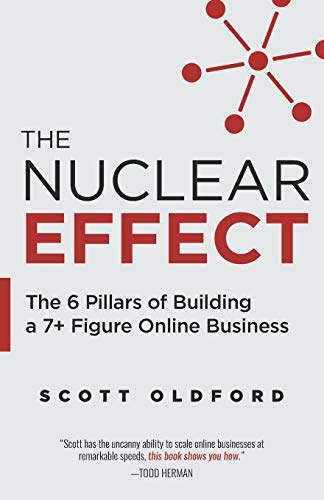 THE
NUCLEAR
EFFECT
The 6 Pillars of Building
a 7+ Figure Online Business
SCOTT OLDFORD
"Scott has the uncanny ability to scale online businesses at
remarkable speeds, this book shows you how."
—TODD HERMAN